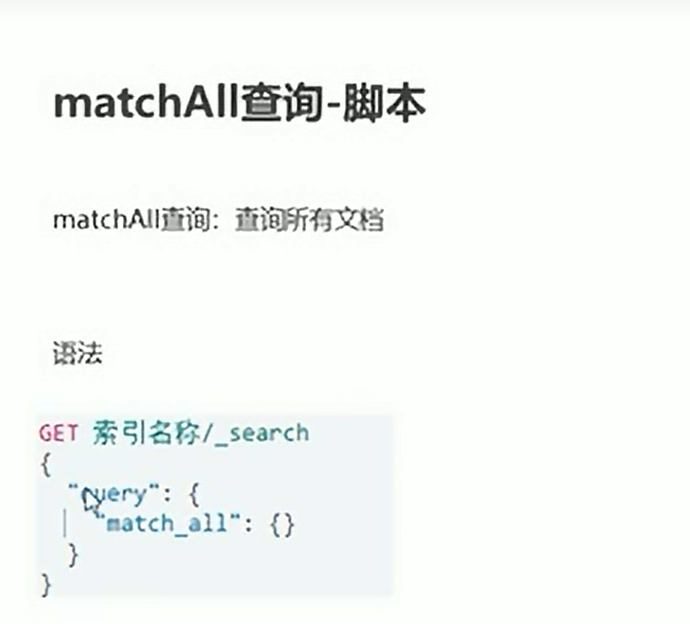 matchAll查询-脚本
matchAll查询：查询所有文档
语法
GET 索引名称/_search
{
"query": {
"match_all": {}
}
}